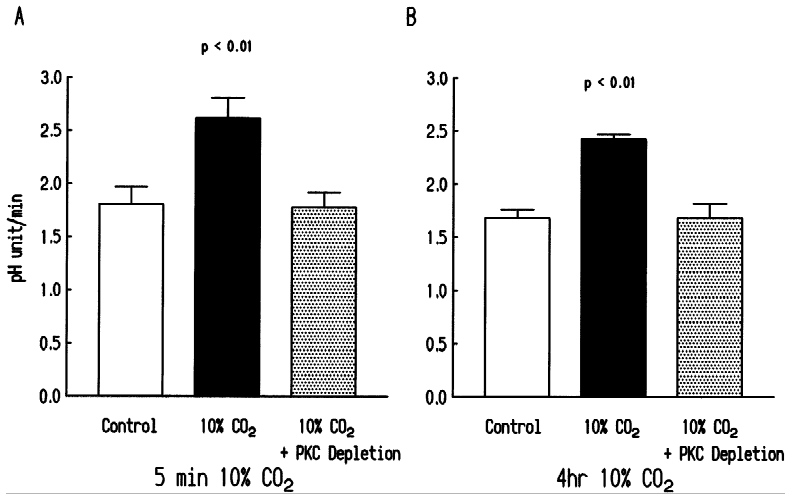 A
p < 0.01
pH unit/min
3.0
2.5
2.0
1.5
1.0
0.5
0.0
Control
10% CO2
10% CO2
+ PKC Depletion
5 min 10% CO2
B
p < 0.01
3.0
2.5
2.0
1.5
1.0
0.5
0.0
Control
10% CO2
10% CO2
+ PKC Depletion
4hr 10% CO2